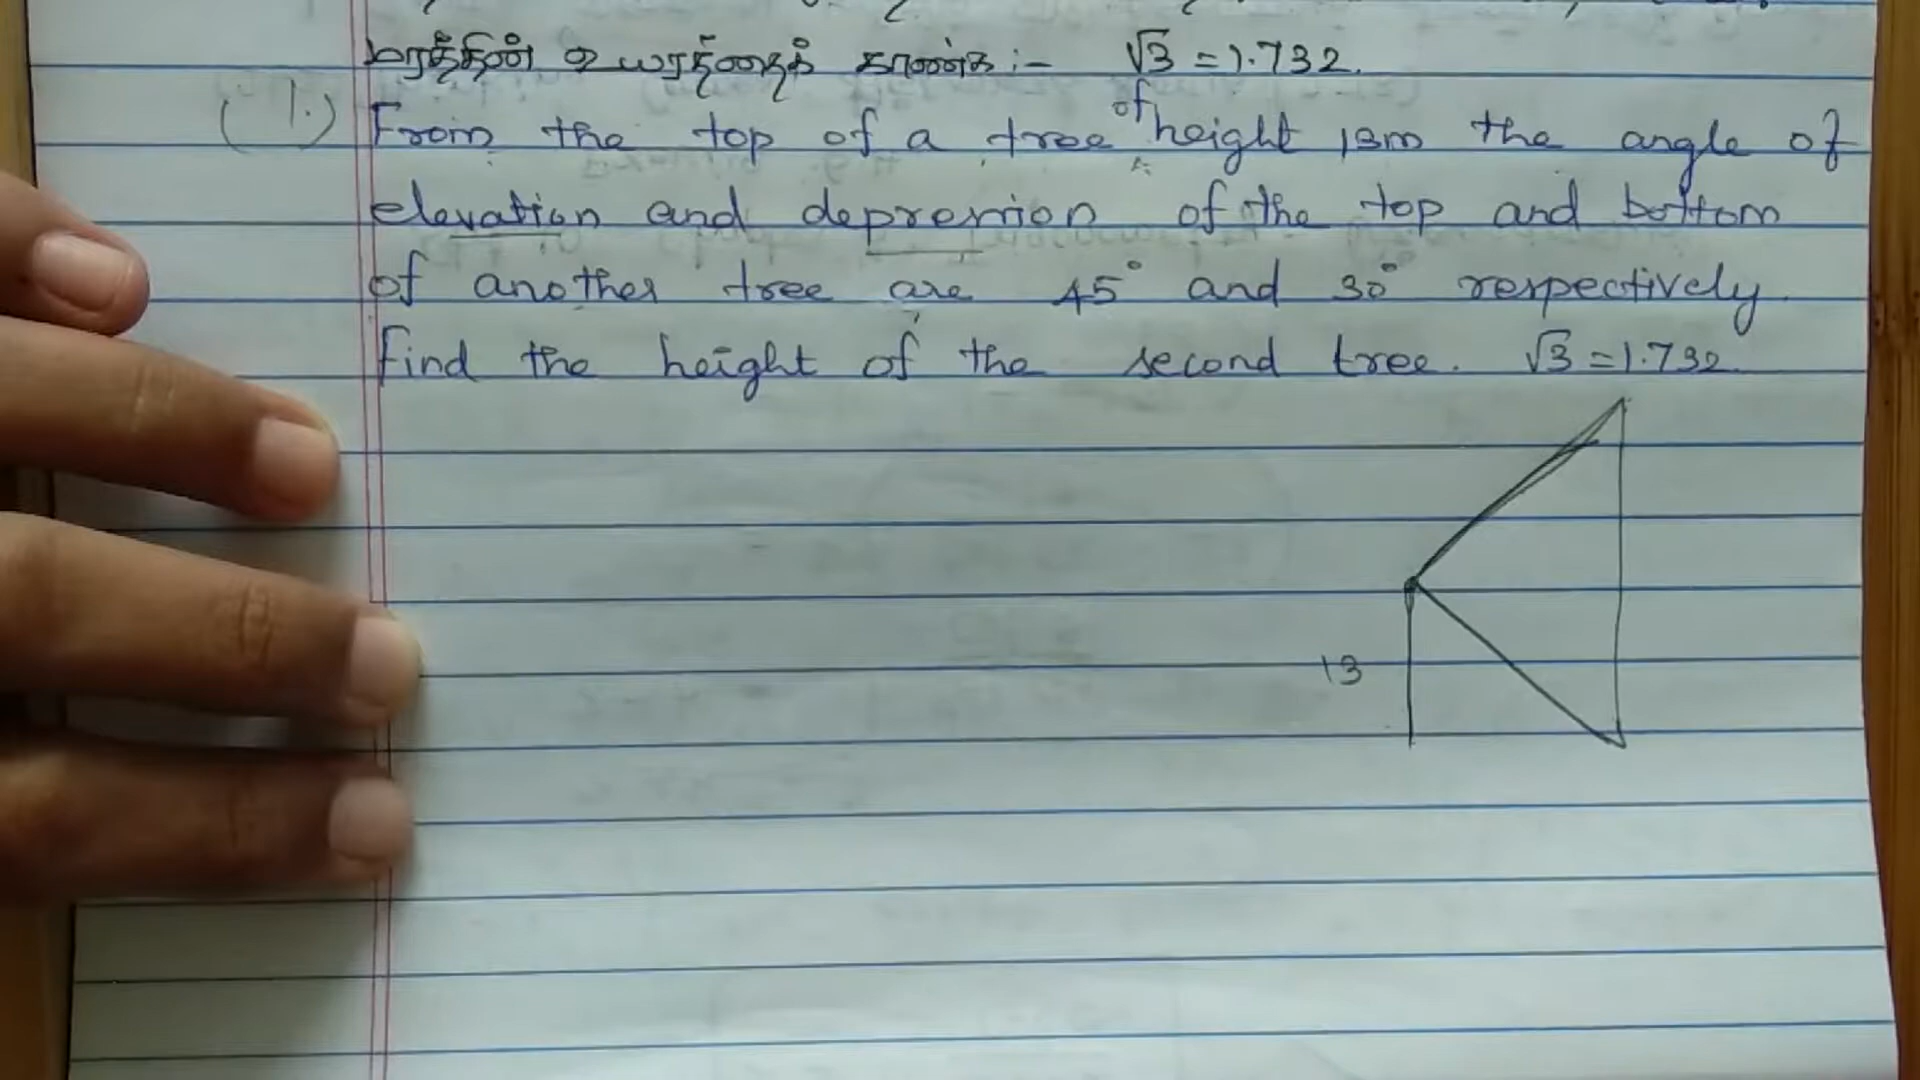 மரத்தின் உயரத்தைக் காண்க :- √3 = 1.732.
(1.) From the top of a tree of height 13m the angle of
elevation and depression of the top and bottom
of another tree are 45° and 30° respectively.
Find the height of the second tree. √3 = 1.732
13